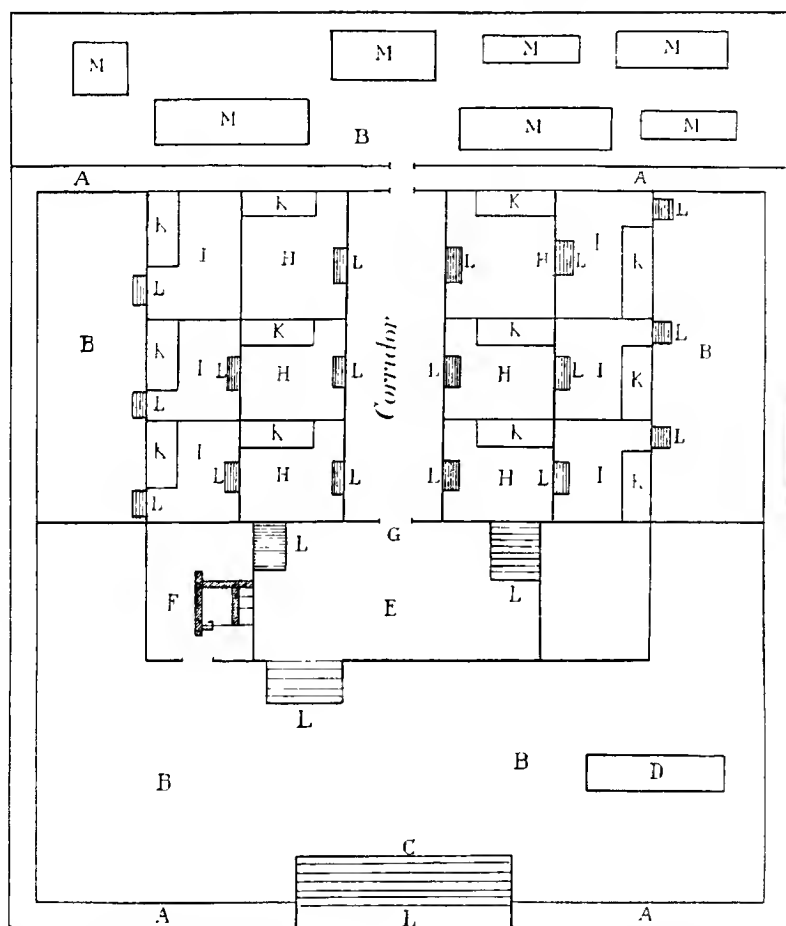 M M M M
M M M
B
A A
K K K K L
I H L L H L I K
L
B Corridor B
K K K K L
I L H L L H L I K
L
K K K K L
I L H L L H L I K
L
G
L
L
F E
L
B B D
C
A L A